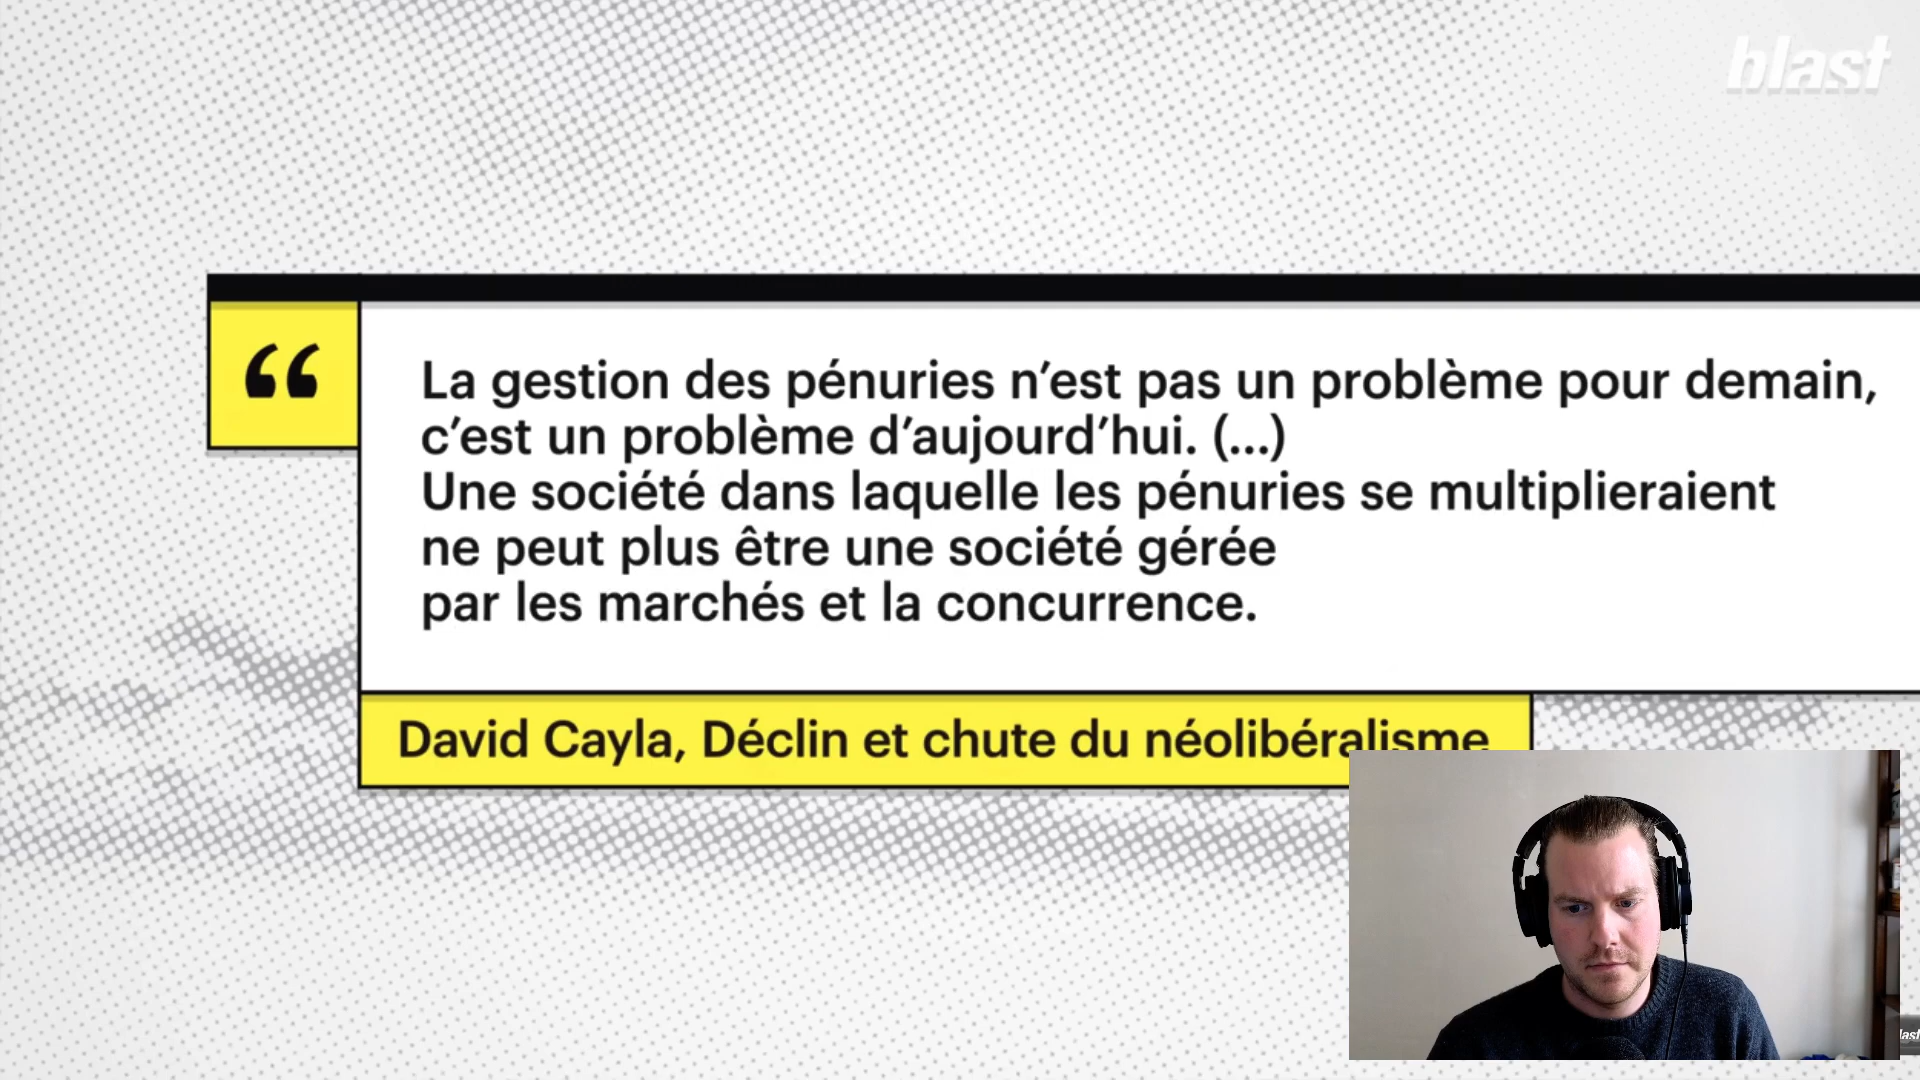 blast
“
La gestion des pénuries n’est pas un problème pour demain,
c’est un problème d’aujourd’hui. (...)
Une société dans laquelle les pénuries se multiplieraient
ne peut plus être une société gérée
par les marchés et la concurrence.
David Cayla, Déclin et chute du néolibéralisme